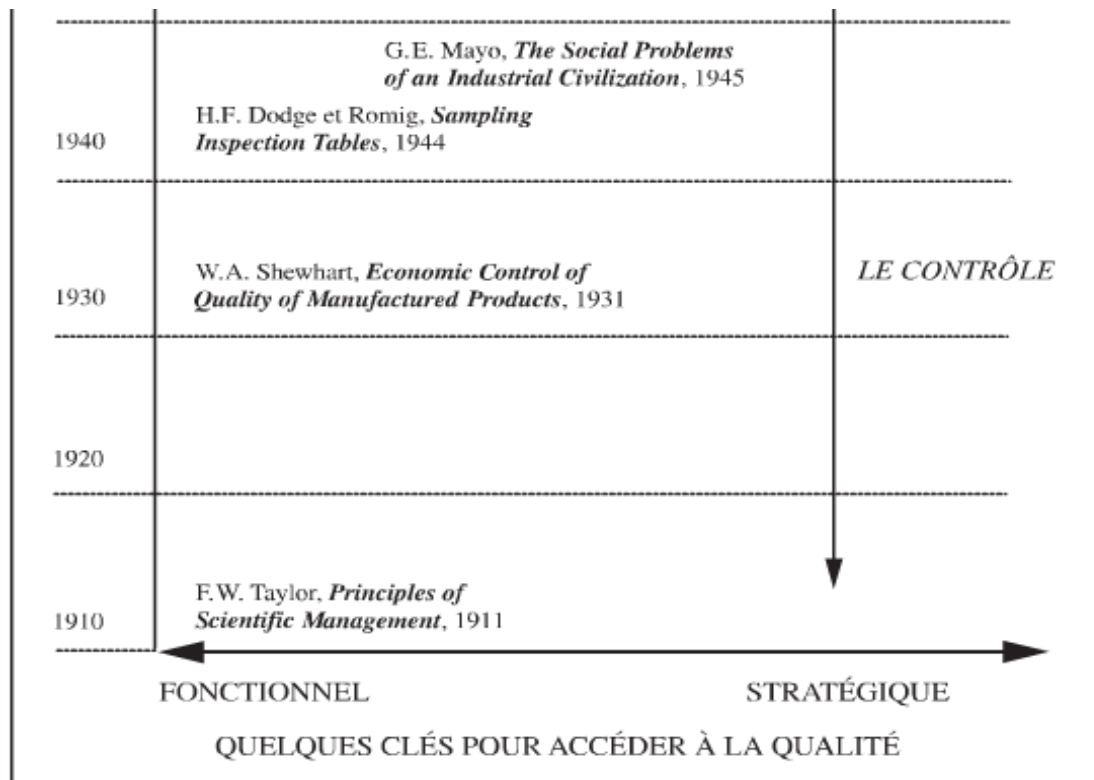 G.E. Mayo, The Social Problems
of an Industrial Civilization, 1945
H.F. Dodge et Romig, Sampling
1940
Inspection Tables, 1944
W.A. Shewhart, Economic Control of
LE CONTRÔLE
1930
Quality of Manufactured Products, 1931
1920
F.W. Taylor, Principles of
1910
Scientific Management, 1911
FONCTIONNEL
STRATÉGIQUE
QUELQUES CLÉS POUR ACCÉDER À LA QUALITÉ